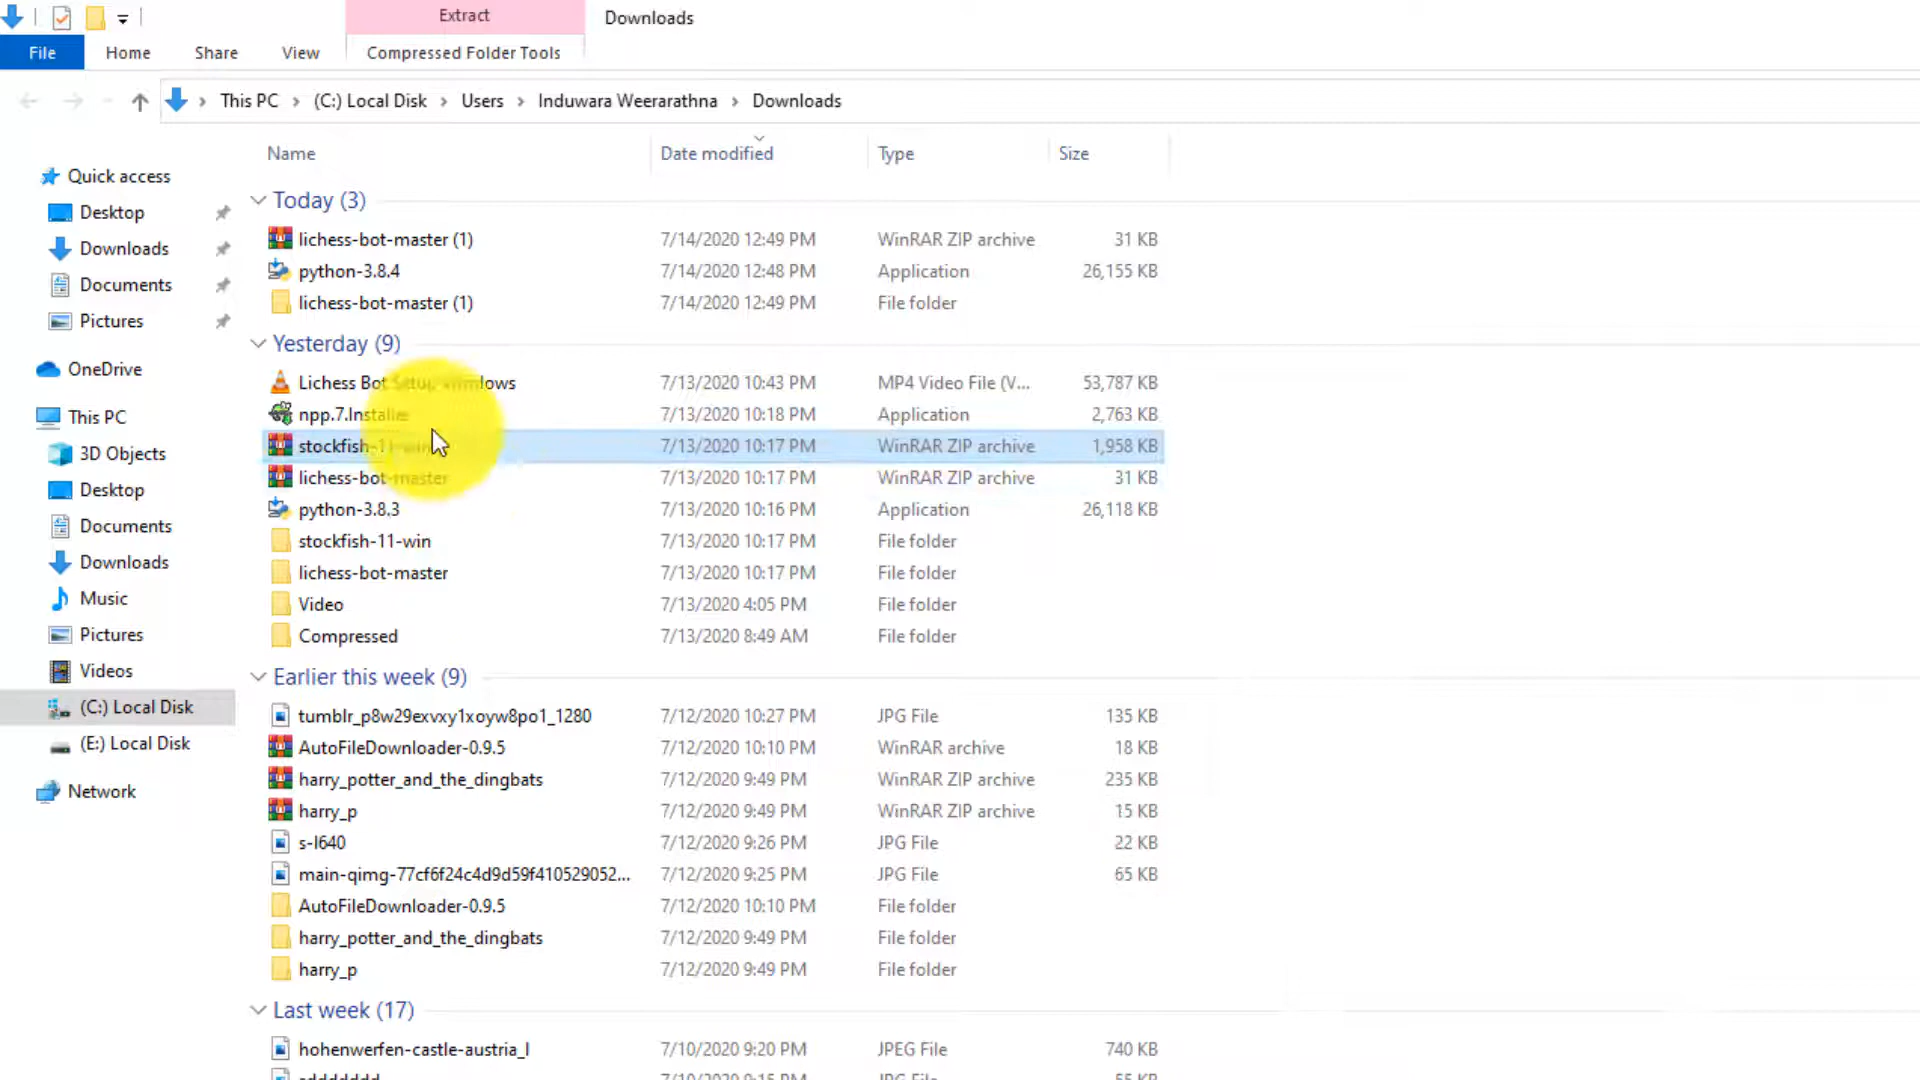 Extract
Downloads
File
Home
Share
View
Compressed Folder Tools
This PC
(C:) Local Disk
Users
Induwara Weerarathna
Downloads
Name
Date modified
Type
Size
Quick access
Desktop
Downloads
Documents
Pictures
OneDrive
This PC
3D Objects
Desktop
Documents
Downloads
Music
Pictures
Videos
(C:) Local Disk
(E:) Local Disk
Network
Today (3)
lichess-bot-master (1) 7/14/2020 12:49 PM WinRAR ZIP archive 31 KB
python-3.8.4 7/14/2020 12:48 PM Application 26,155 KB
lichess-bot-master (1) 7/14/2020 12:49 PM File folder
Yesterday (9)
Lichess Bot Setup Windows 7/13/2020 10:43 PM MP4 Video File (V... 53,787 KB
npp.7.Installer 7/13/2020 10:18 PM Application 2,763 KB
stockfish-11-win 7/13/2020 10:17 PM WinRAR ZIP archive 1,958 KB
lichess-bot-master 7/13/2020 10:17 PM WinRAR ZIP archive 31 KB
python-3.8.3 7/13/2020 10:16 PM Application 26,118 KB
stockfish-11-win 7/13/2020 10:17 PM File folder
lichess-bot-master 7/13/2020 10:17 PM File folder
Video 7/13/2020 4:05 PM File folder
Compressed 7/13/2020 8:49 AM File folder
Earlier this week (9)
tumblr_p8w29exvxy1xoyw8po1_1280 7/12/2020 10:27 PM JPG File 135 KB
AutoFileDownloader-0.9.5 7/12/2020 10:10 PM WinRAR archive 18 KB
harry_potter_and_the_dingbats 7/12/2020 9:49 PM WinRAR ZIP archive 235 KB
harry_p 7/12/2020 9:49 PM WinRAR ZIP archive 15 KB
s-l640 7/12/2020 9:26 PM JPG File 22 KB
main-qimg-77cf6f24c4d9d59f410529052... 7/12/2020 9:25 PM JPG File 65 KB
AutoFileDownloader-0.9.5 7/12/2020 10:10 PM File folder
harry_potter_and_the_dingbats 7/12/2020 9:49 PM File folder
harry_p 7/12/2020 9:49 PM File folder
Last week (17)
hohenwerfen-castle-austria_l 7/10/2020 9:20 PM JPEG File 740 KB